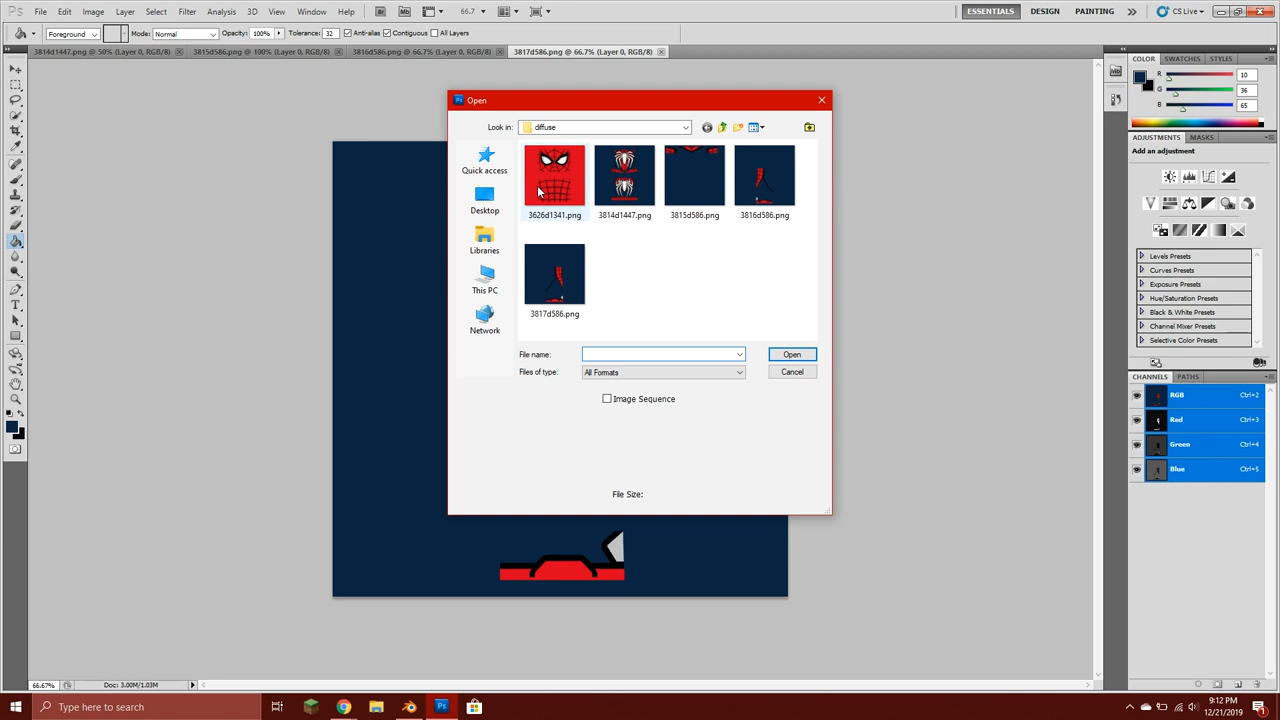 File Edit Image Layer Select Filter Analysis 3D View Window Help 66.7 ESSENTIALS DESIGN PAINTING CS Live
Foreground Mode: Normal Opacity: 100% Tolerance: 32 Anti-alias Contiguous All Layers
3814d1447.png @ 50% (Layer 0, RGB/8) 3815d586.png @ 100% (Layer 0, RGB/8) 3816d586.png @ 66.7% (Layer 0, RGB/8) 3817d586.png @ 66.7% (Layer 0, RGB/8)
COLOR SWATCHES STYLES
R 10
G 36
B 65
Open
Look in: diffuse
Quick access
Desktop
Libraries
This PC
Network
3626d1341.png 3814d1447.png 3815d586.png 3816d586.png
3817d586.png
File name: Open
Files of type: All Formats Cancel
Image Sequence
File Size:
ADJUSTMENTS MASKS
Add an adjustment
Levels Presets
Curves Presets
Exposure Presets
Hue/Saturation Presets
Black & White Presets
Channel Mixer Presets
Selective Color Presets
CHANNELS PATHS
RGB Ctrl+2
Red Ctrl+3
Green Ctrl+4
Blue Ctrl+5
66.67% Doc: 3.00M/1.03M
Type here to search
9:12 PM
12/21/2019